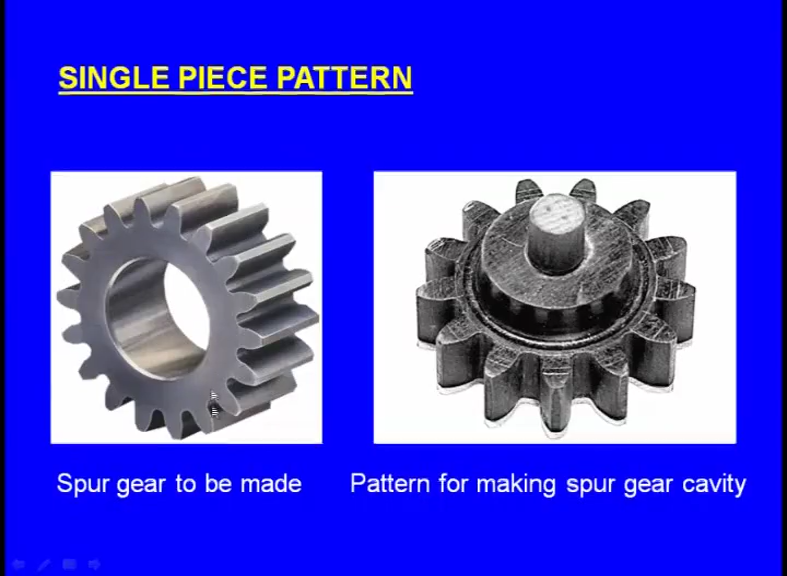 SINGLE PIECE PATTERN
Spur gear to be made
Pattern for making spur gear cavity